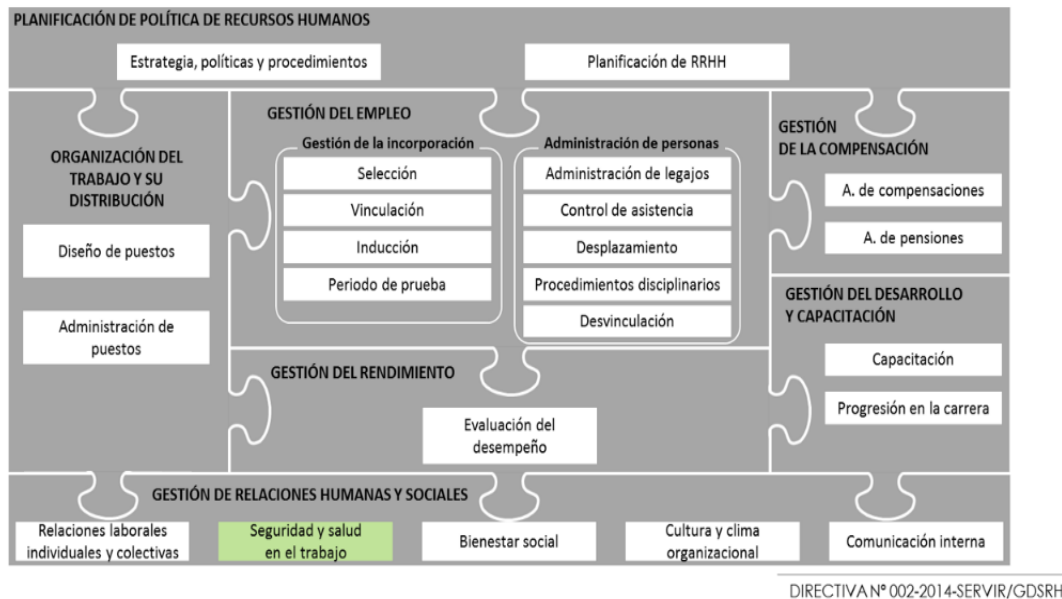 PLANIFICACIÓN DE POLÍTICA DE RECURSOS HUMANOS
Estrategia, políticas y procedimientos
Planificación de RRHH
ORGANIZACIÓN DEL
TRABAJO Y SU
DISTRIBUCIÓN
Diseño de puestos
Administración de
puestos
GESTIÓN DEL EMPLEO
Gestión de la incorporación
Selección
Vinculación
Inducción
Periodo de prueba
Administración de personas
Administración de legajos
Control de asistencia
Desplazamiento
Procedimientos disciplinarios
Desvinculación
GESTIÓN
DE LA COMPENSACIÓN
A. de compensaciones
A. de pensiones
GESTIÓN DEL DESARROLLO
Y CAPACITACIÓN
Capacitación
Progresión en la carrera
GESTIÓN DEL RENDIMIENTO
Evaluación del
desempeño
GESTIÓN DE RELACIONES HUMANAS Y SOCIALES
Relaciones laborales
individuales y colectivas
Seguridad y salud
en el trabajo
Bienestar social
Cultura y clima
organizacional
Comunicación interna
DIRECTIVA Nº 002-2014-SERVIR/GDSRH